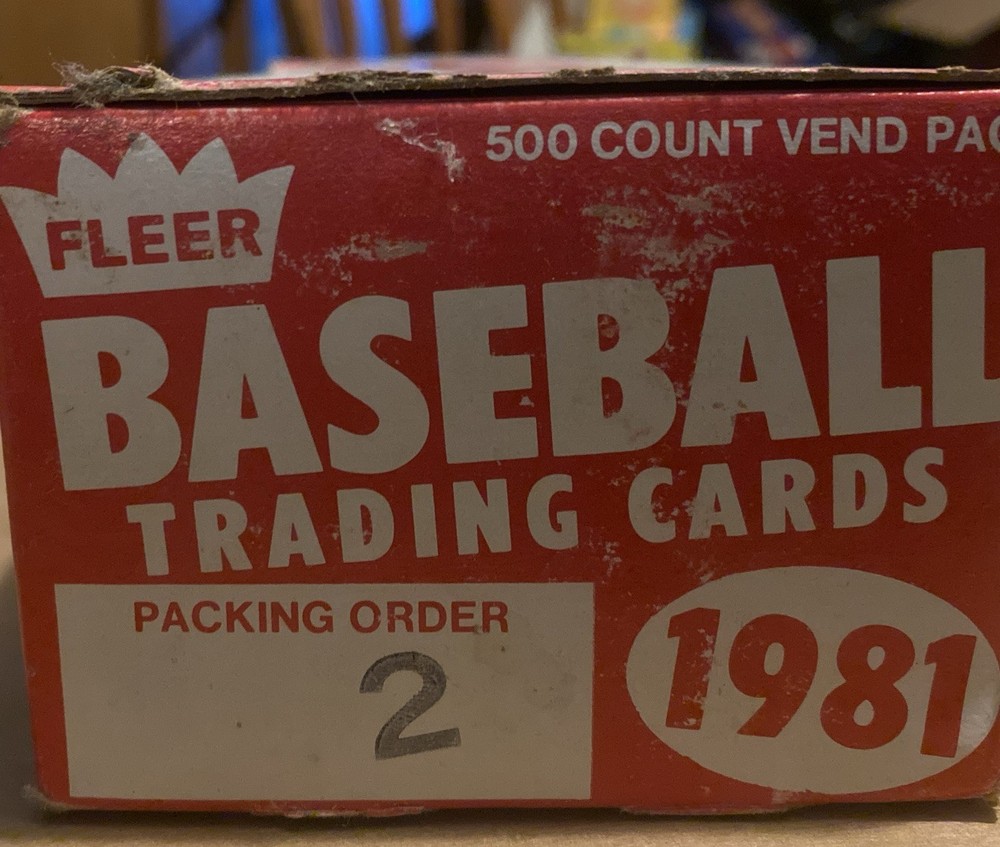 500 COUNT VEND PAC
FLEER
BASEBALL
TRADING CARDS
PACKING ORDER
2
1981